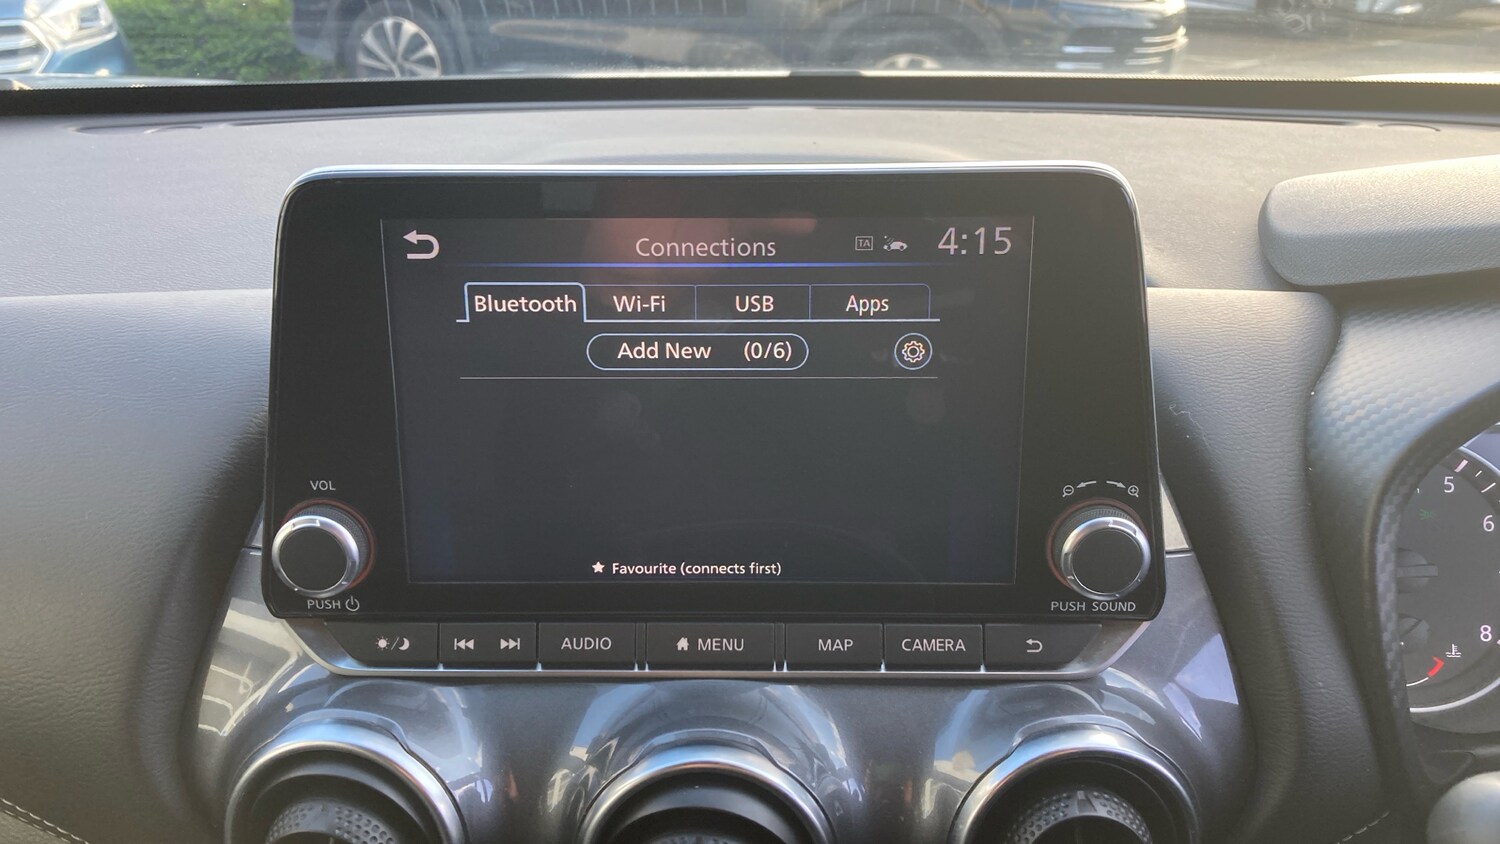 Connections TA 4:15
Bluetooth Wi-Fi USB Apps
Add New (0/6)
Favourite (connects first)
VOL
PUSH
PUSH SOUND
AUDIO MENU MAP CAMERA
5
6
8